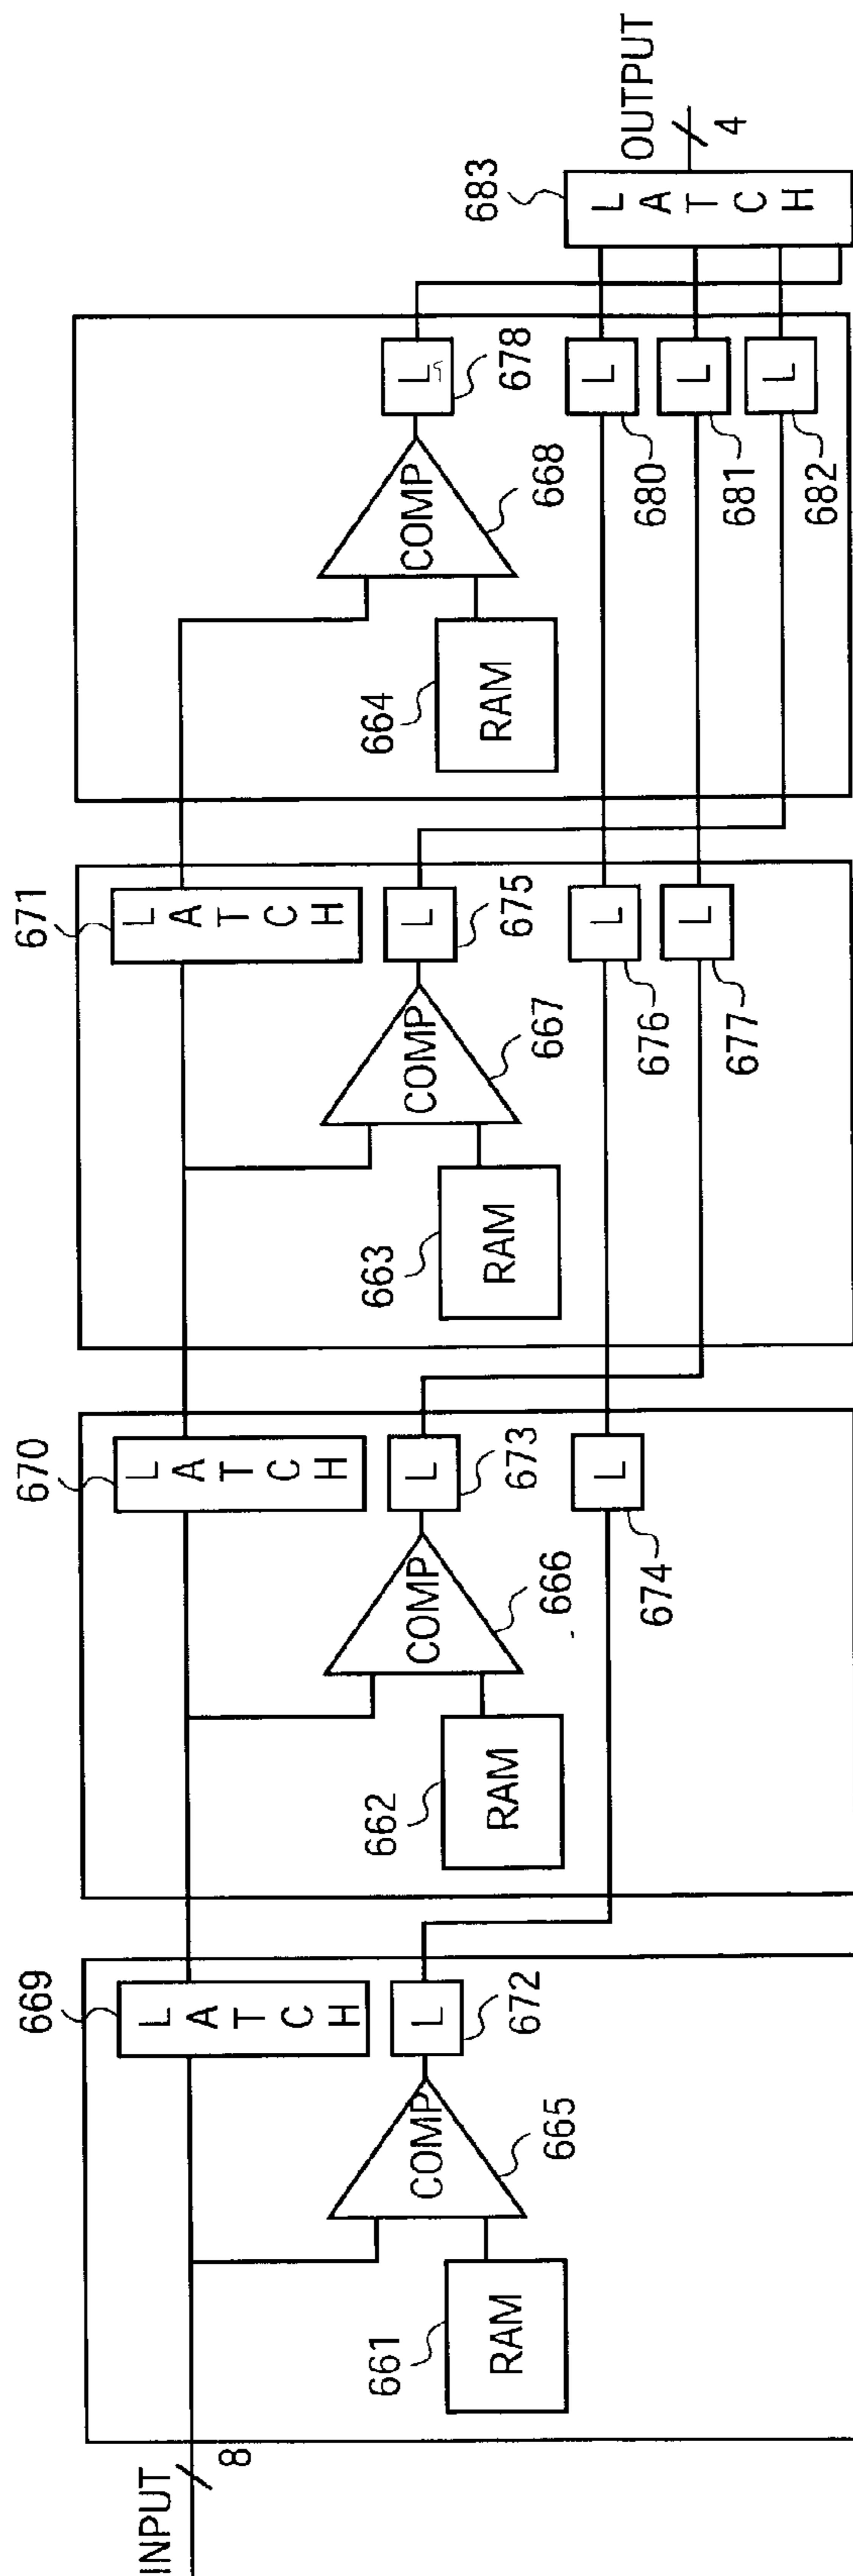 INPUT
8
661
RAM
COMP
665
669
LATCH
L
672
662
RAM
COMP
666
670
LATCH
L
673
L
674
663
RAM
COMP
667
671
LATCH
L
675
L
676
L
677
664
RAM
COMP
668
L
678
L
680
L
681
L
682
683
LATCH
OUTPUT
4